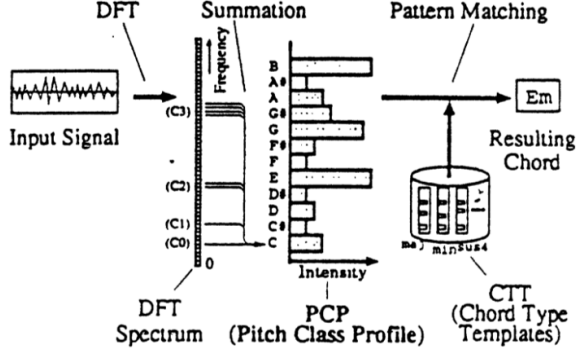 DFT
Summation
Pattern Matching
Frequency
B
A#
A
G#
G
F#
F
E
D#
D
C#
C
(C3)
(C2)
(C1)
(C0)
0
Input Signal
Em
Resulting
Chord
maj min sus4
Intensity
DFT
Spectrum
PCP
(Pitch Class Profile)
CTT
(Chord Type
Templates)